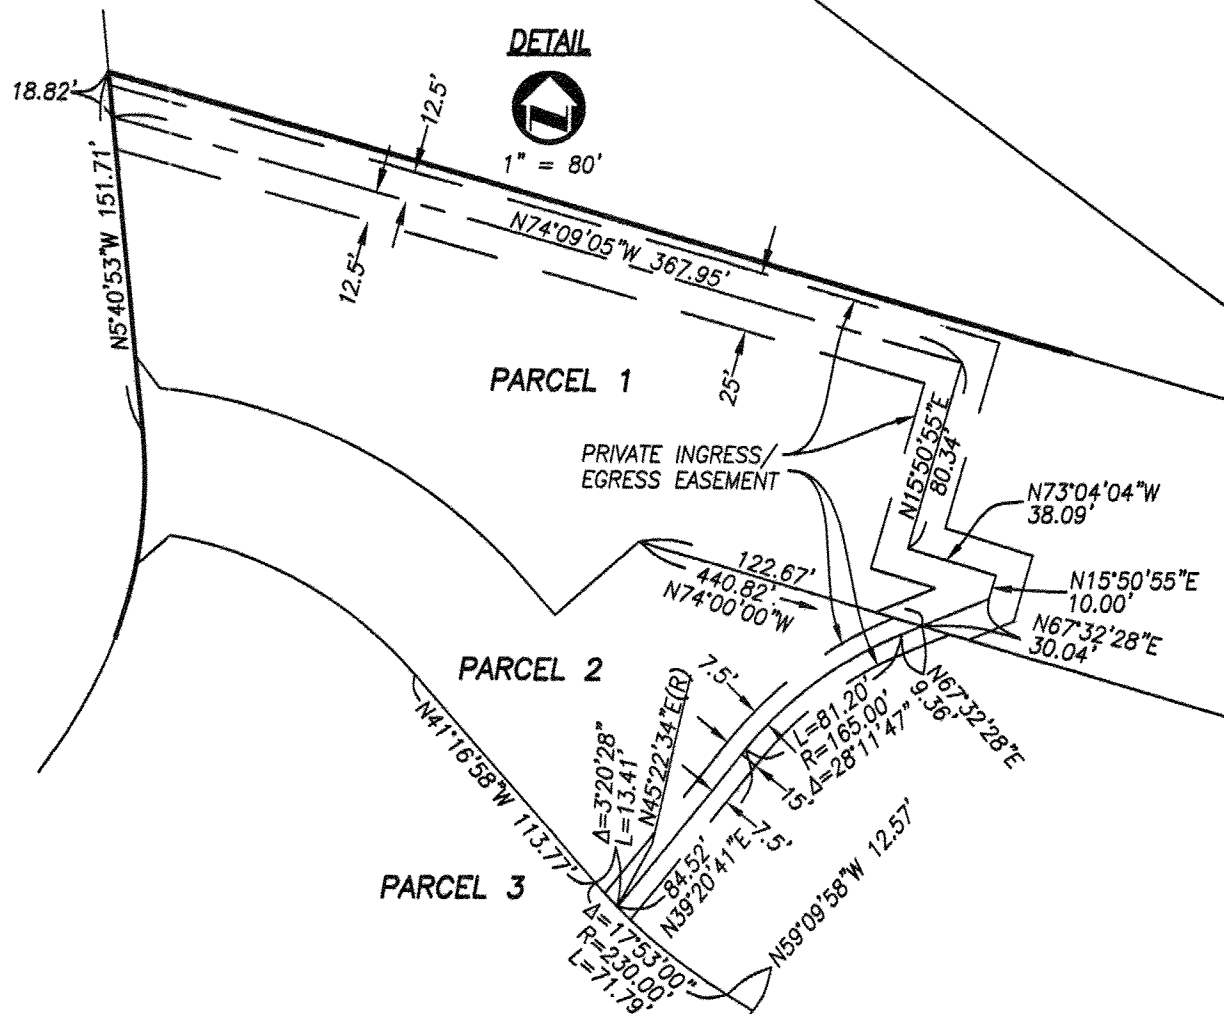 DETAIL
1" = 80'
18.82'
12.5'
N5°40'53"W 151.71'
N74°09'05"W 367.95'
12.5'
25'
PARCEL 1
PRIVATE INGRESS/
EGRESS EASEMENT
N15°50'55"E
80.34'
N73°04'04"W
38.09'
N15°50'55"E
10.00'
N67°32'28"E
30.04'
122.67'
440.82'
N74°00'00"W
PARCEL 2
7.5'
N67°32'28"E
9.36'
L=81.20'
R=165.00'
Δ=28°11'47"
15'
7.5'
N41°16'58"W 113.77'
Δ=3°20'28"
L=13.41'
N45°22'34"E(R)
84.52'
N39°20'41"E
N59°09'58"W 12.57'
PARCEL 3
Δ=17°53'00"
R=230.00'
L=71.79'